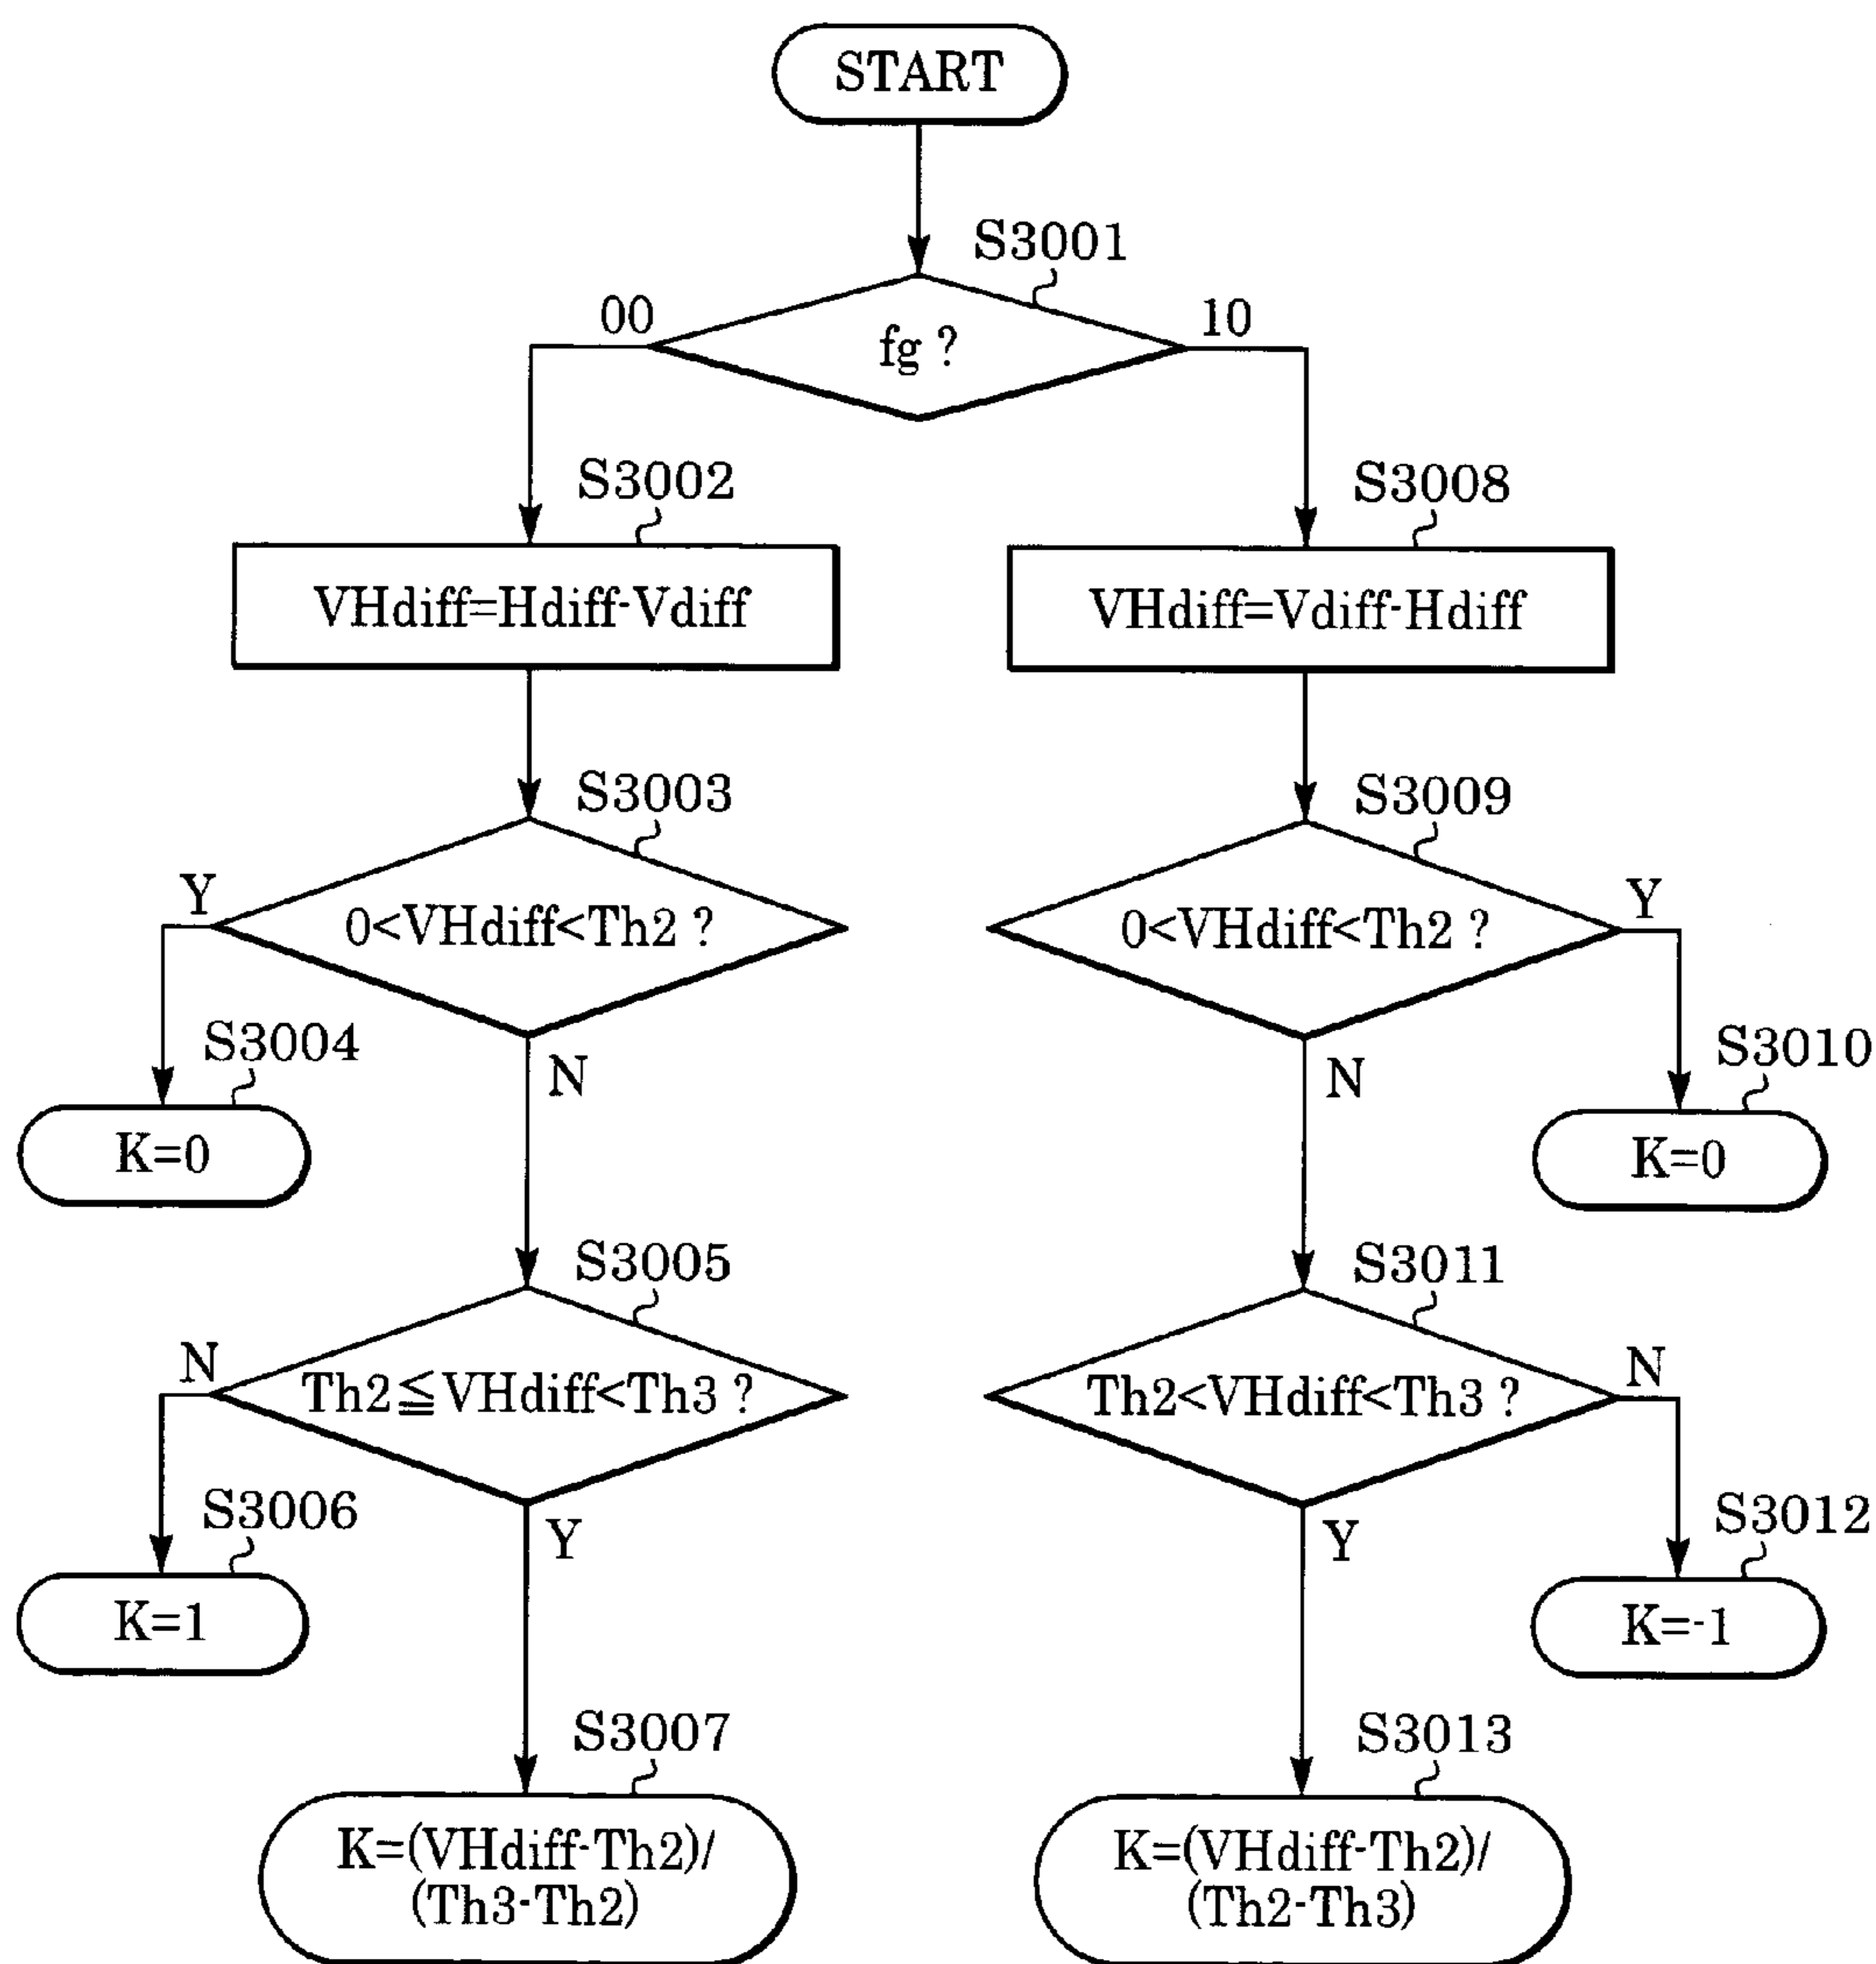 START
S3001
00
fg ?
10
S3002
VHdiff=Hdiff-Vdiff
S3008
VHdiff=Vdiff-Hdiff
S3003
Y
0<VHdiff<Th2 ?
N
S3009
0<VHdiff<Th2 ?
Y
N
S3004
K=0
S3010
K=0
S3005
N
Th2≦VHdiff<Th3 ?
Y
S3011
Th2<VHdiff<Th3 ?
N
Y
S3006
K=1
S3012
K=-1
S3007
K=(VHdiff-Th2)/
(Th3-Th2)
S3013
K=(VHdiff-Th2)/
(Th2-Th3)